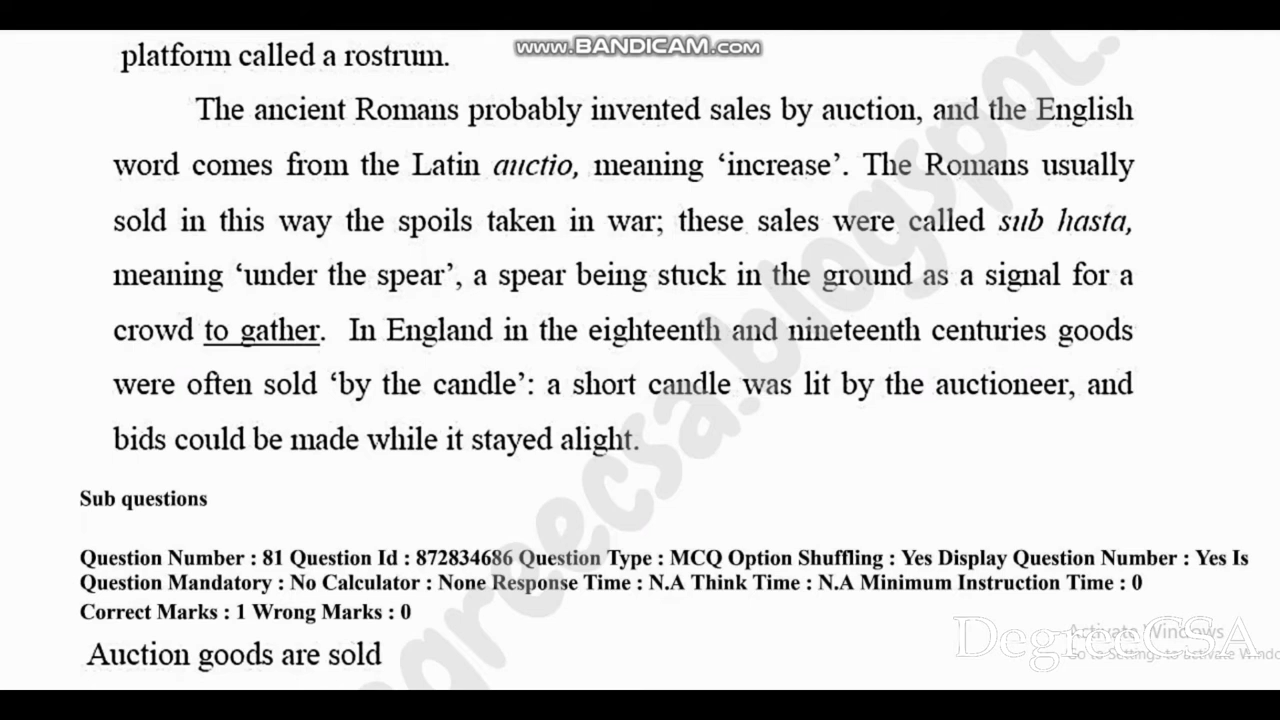 www.BANDICAM.com
platform called a rostrum.
The ancient Romans probably invented sales by auction, and the English
word comes from the Latin auctio, meaning ‘increase’. The Romans usually
sold in this way the spoils taken in war; these sales were called sub hasta,
meaning ‘under the spear’, a spear being stuck in the ground as a signal for a
crowd to gather. In England in the eighteenth and nineteenth centuries goods
were often sold ‘by the candle’: a short candle was lit by the auctioneer, and
bids could be made while it stayed alight.
Sub questions
Question Number : 81 Question Id : 872834686 Question Type : MCQ Option Shuffling : Yes Display Question Number : Yes Is
Question Mandatory : No Calculator : None Response Time : N.A Think Time : N.A Minimum Instruction Time : 0
Correct Marks : 1 Wrong Marks : 0
Auction goods are sold
Activate Windows
Go to Settings to activate Windo
DegreeCSA
egreecsa.blogspot.